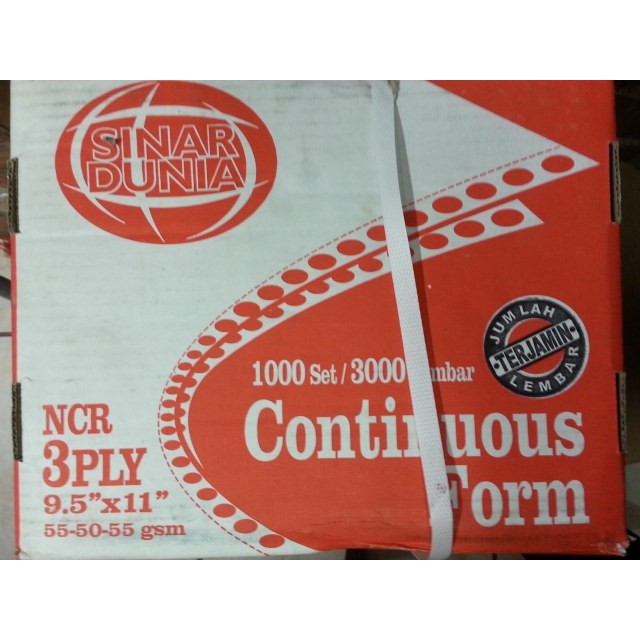 SINAR
DUNIA
JUMLAH
TERJAMIN
LEMBAR
1000 Set / 3000
Continuous
Form
NCR
3PLY
9.5”x11”
55-50-55 gsm